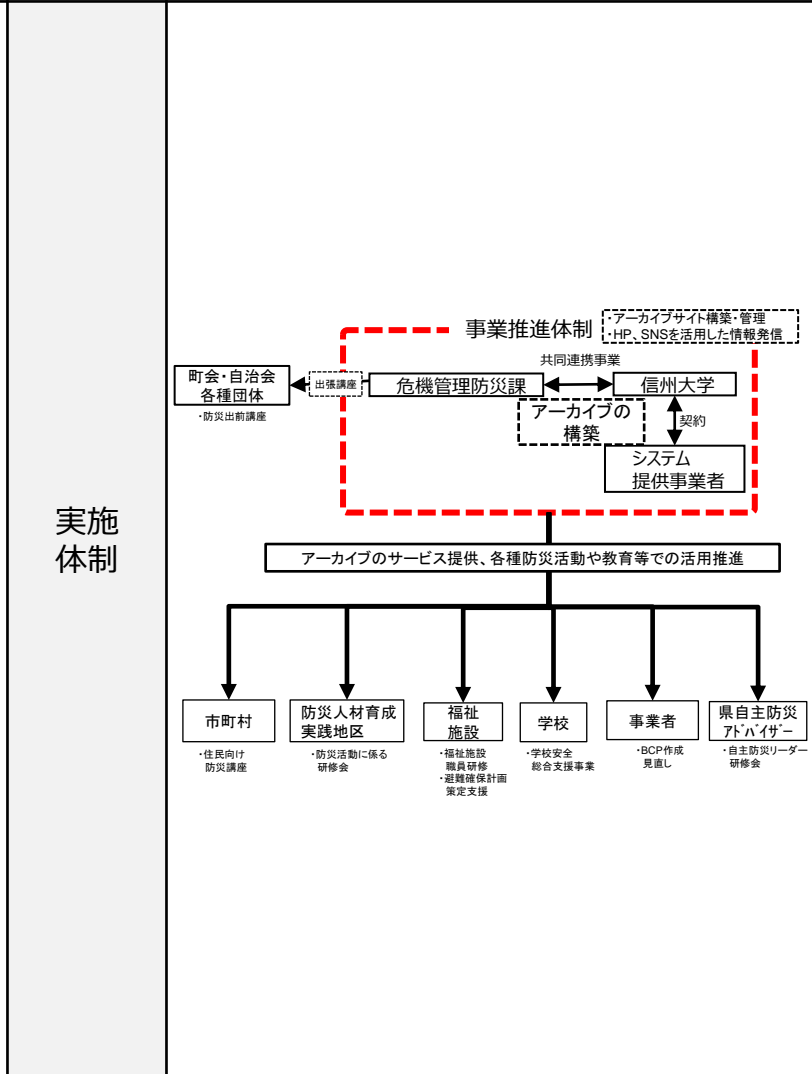 実施
体制
事業推進体制
・アーカイブサイト構築・管理
・HP、SNSを活用した情報発信
町会・自治会
各種団体
・防災出前講座
出張講座
危機管理防災課
共同連携事業
信州大学
アーカイブの
構築
契約
システム
提供事業者
アーカイブのサービス提供、各種防災活動や教育等での活用推進
市町村
・住民向け
防災講座
防災人材育成
実践地区
・防災活動に係る
研修会
福祉
施設
・福祉施設
職員研修
・避難確保計画
策定支援
学校
・学校安全
総合支援事業
事業者
・BCP作成
見直し
県自主防災
ｱﾄﾞﾊﾞｲｻﾞｰ
・自主防災リーダー
研修会